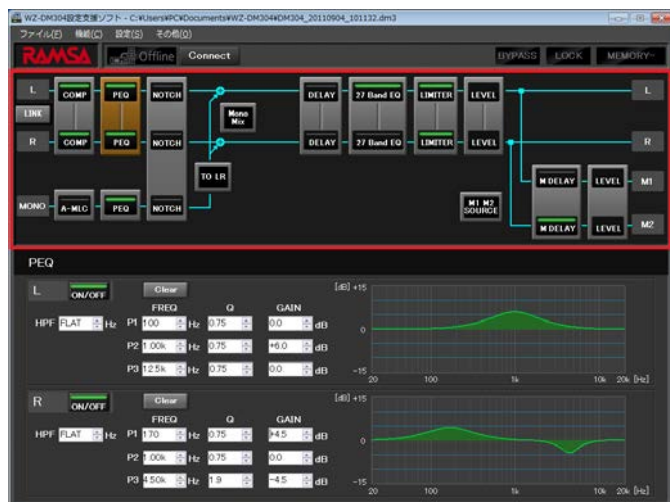 WZ-DM304設定支援ソフト - C:¥Users¥PC¥Documents¥WZ-DM304¥DM304_20110904_101132.dm3
ファイル(F) 機能(C) 設定(S) その他(O)
RAMSA Offline Connect BYPASS LOCK MEMORY-
L COMP PEQ NOTCH DELAY 27 Band EQ LIMITER LEVEL L
LINK
Mono Mix
R COMP PEQ NOTCH DELAY 27 Band EQ LIMITER LEVEL R
TO LR
M DELAY LEVEL M1
MONO A-MLC PEQ NOTCH
M1 M2 SOURCE
M DELAY LEVEL M2
PEQ
L ON/OFF Clear
FREQ Q GAIN
HPF FLAT Hz P1 100 Hz 0.75 0.0 dB
P2 1.00k Hz 0.75 +6.0 dB
P3 12.5k Hz 0.75 0.0 dB
[dB] +15
0
-15
20 100 1k 10k 20k [Hz]
R ON/OFF Clear
FREQ Q GAIN
HPF FLAT Hz P1 170 Hz 0.75 +4.5 dB
P2 1.00k Hz 0.75 0.0 dB
P3 4.50k Hz 1.9 -4.5 dB
[dB] +15
0
-15
20 100 1k 10k 20k [Hz]